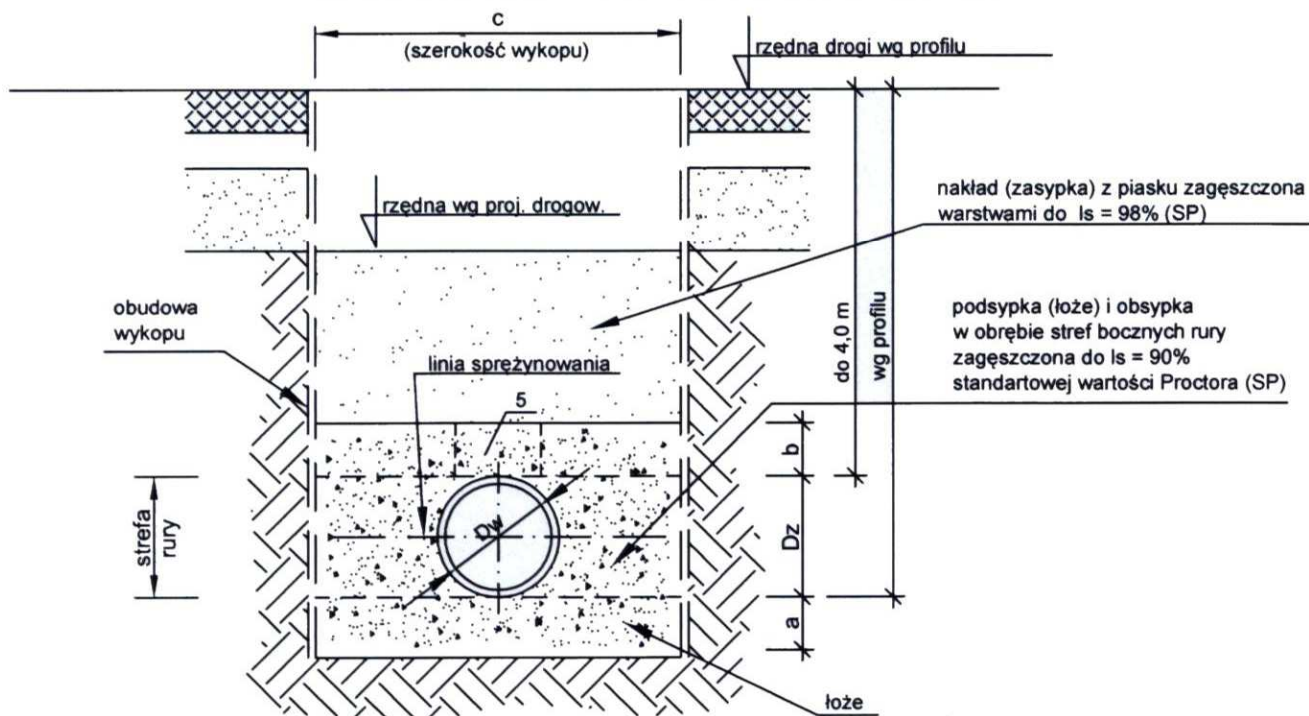 c
(szerokość wykopu)
rzędna drogi wg profilu
nakład (zasypka) z piasku zagęszczona
warstwami do Is = 98% (SP)
rzędna wg proj. drogow.
obudowa
wykopu
podsypka (łoże) i obsypka
w obrębie stref bocznych rury
zagęszczona do Is = 90%
standartowej wartości Proctora (SP)
do 4,0 m
wg profilu
linia sprężynowania
5
b
strefa
rury
Dw
Dz
a
łoże